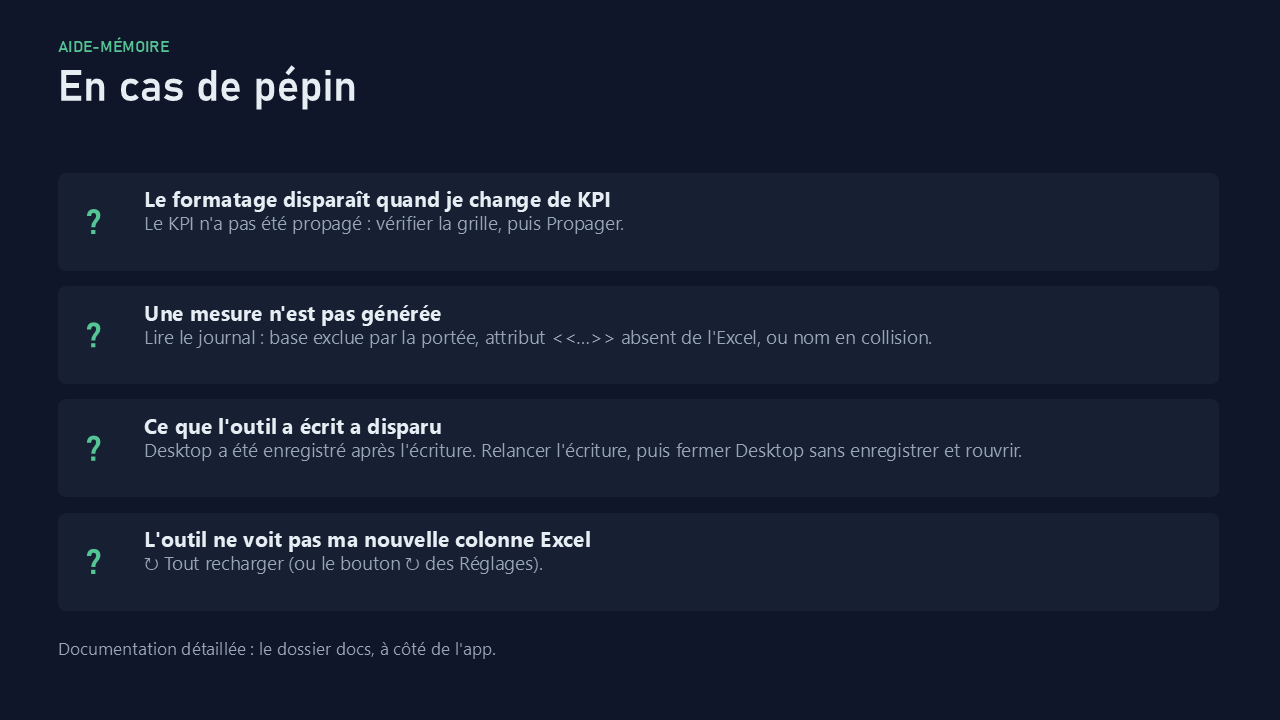 AIDE-MÉMOIRE
En cas de pépin
?
Le formatage disparaît quand je change de KPI
Le KPI n'a pas été propagé : vérifier la grille, puis Propager.
?
Une mesure n'est pas générée
Lire le journal : base exclue par la portée, attribut <<...>> absent de l'Excel, ou nom en collision.
?
Ce que l'outil a écrit a disparu
Desktop a été enregistré après l'écriture. Relancer l'écriture, puis fermer Desktop sans enregistrer et rouvrir.
?
L'outil ne voit pas ma nouvelle colonne Excel
↻ Tout recharger (ou le bouton ↻ des Réglages).
Documentation détaillée : le dossier docs, à côté de l'app.